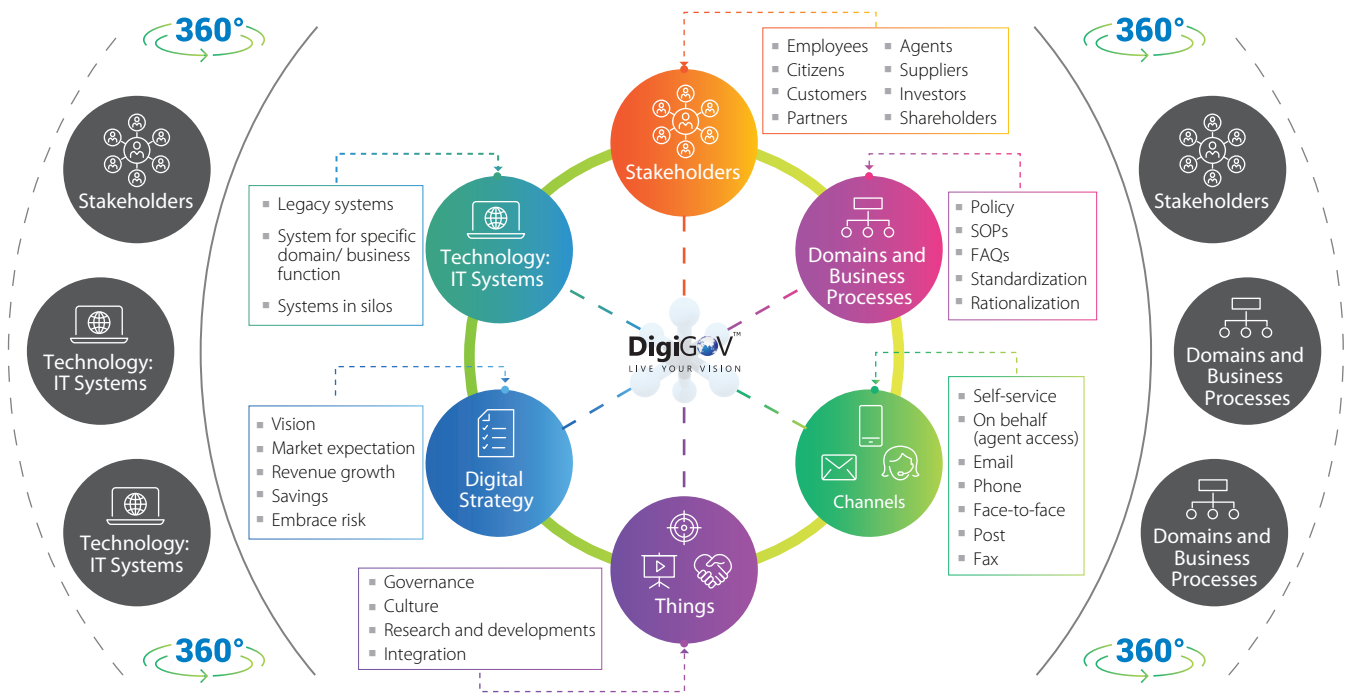 360°
Stakeholders
Technology:
IT Systems
Technology:
IT Systems
360°
Stakeholders
Employees
Citizens
Customers
Partners
Agents
Suppliers
Investors
Shareholders
Technology:
IT Systems
Legacy systems
System for specific
domain/ business
function
Systems in silos
Domains and
Business
Processes
Policy
SOPs
FAQs
Standardization
Rationalization
DigiGOV™
LIVE YOUR VISION
Digital
Strategy
Vision
Market expectation
Revenue growth
Savings
Embrace risk
Channels
Self-service
On behalf
(agent access)
Email
Phone
Face-to-face
Post
Fax
Things
Governance
Culture
Research and developments
Integration
360°
Stakeholders
Domains and
Business
Processes
Domains and
Business
Processes
360°